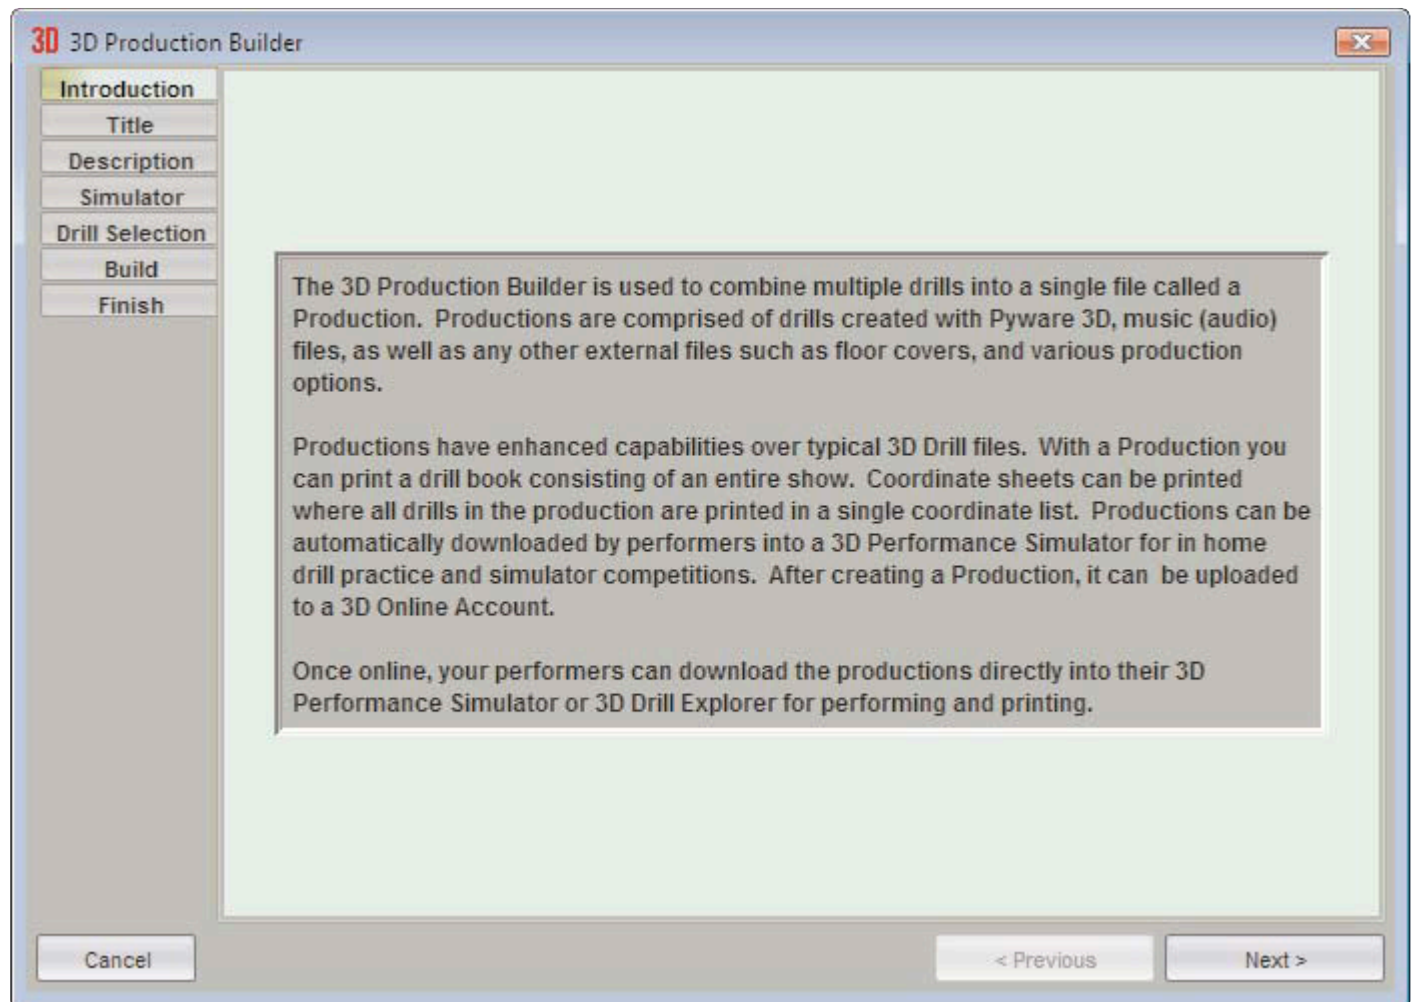 3D 3D Production Builder
Introduction
Title
Description
Simulator
Drill Selection
Build
Finish
The 3D Production Builder is used to combine multiple drills into a single file called a
Production.  Productions are comprised of drills created with Pyware 3D, music (audio)
files, as well as any other external files such as floor covers, and various production
options.
Productions have enhanced capabilities over typical 3D Drill files.  With a Production you
can print a drill book consisting of an entire show.  Coordinate sheets can be printed
where all drills in the production are printed in a single coordinate list.  Productions can be
automatically downloaded by performers into a 3D Performance Simulator for in home
drill practice and simulator competitions.  After creating a Production, it can  be uploaded
to a 3D Online Account.
Once online, your performers can download the productions directly into their 3D
Performance Simulator or 3D Drill Explorer for performing and printing.
Cancel
< Previous
Next >